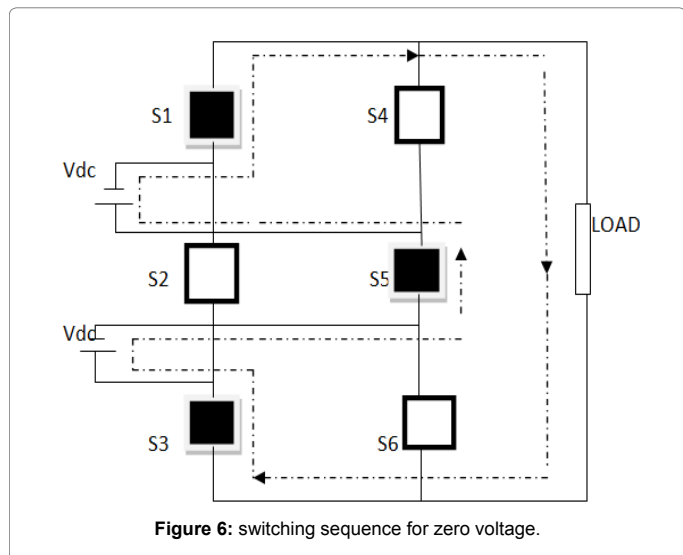 S1
S4
Vdc
LOAD
S2
S5
Vdc
S3
S6
Figure 6: switching sequence for zero voltage.